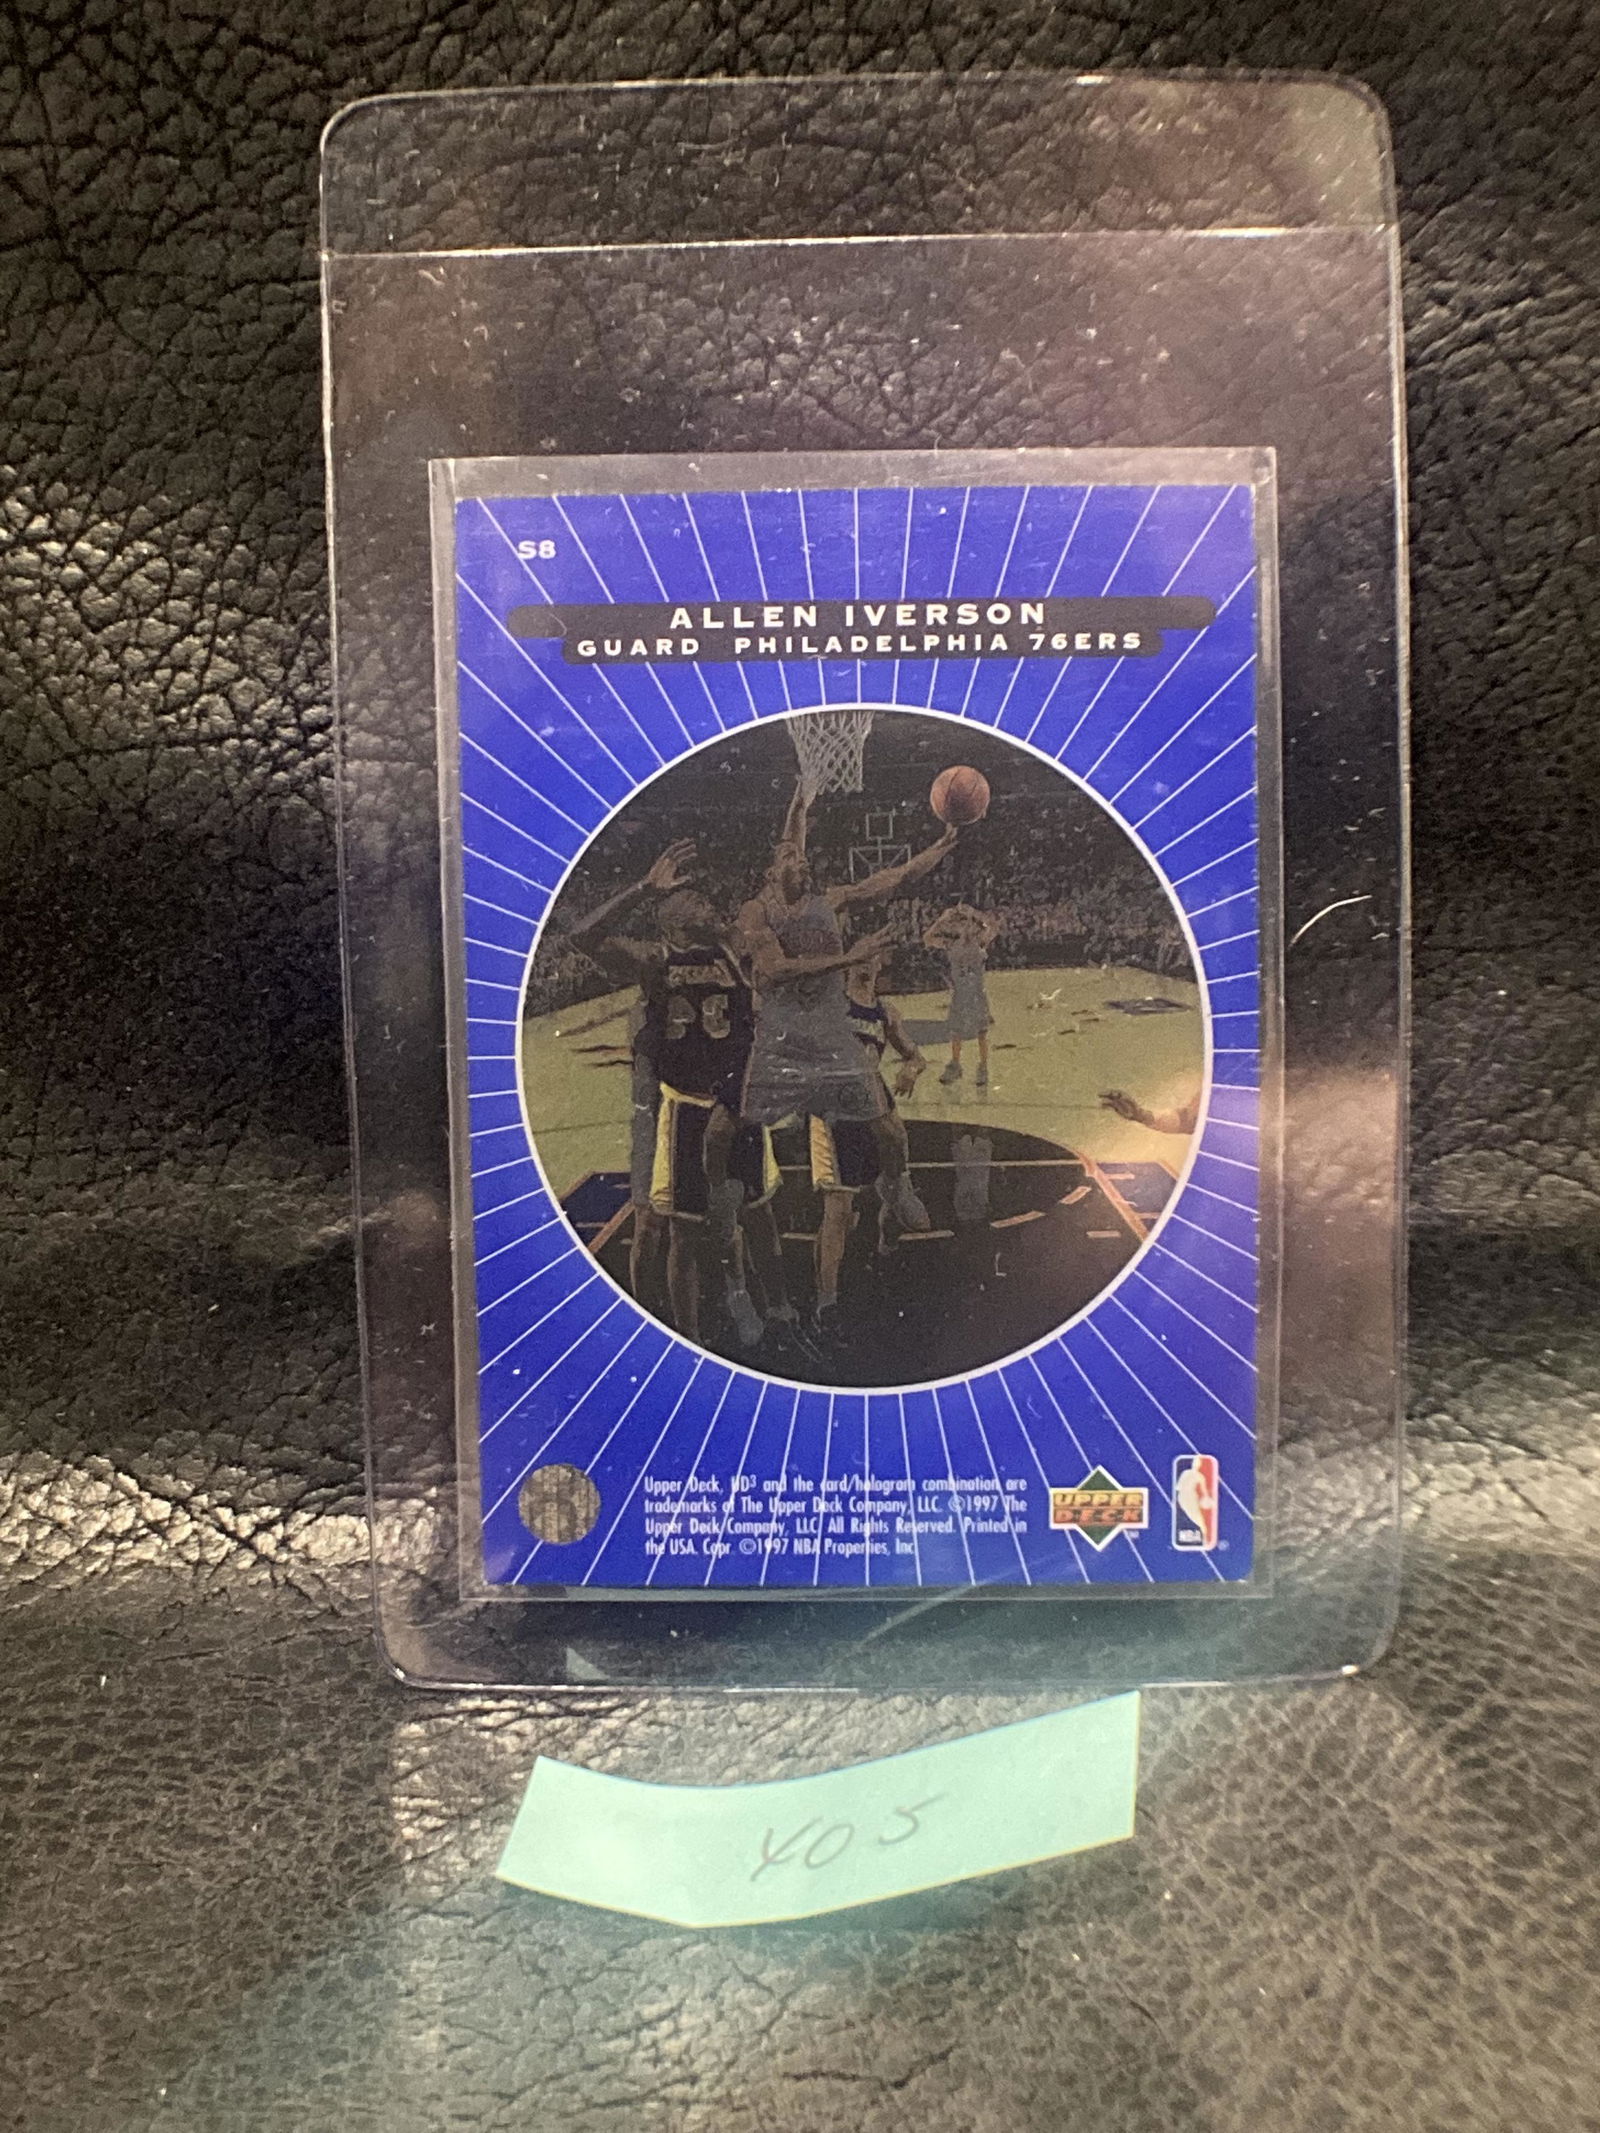 S8
ALLEN IVERSON
GUARD PHILADELPHIA 76ERS
Upper Deck, UD³ and the card/hologram combination are
trademarks of The Upper Deck Company, LLC. ©1997 The
Upper Deck Company, LLC. All Rights Reserved. Printed in
the USA. Copr. ©1997 NBA Properties, Inc.
UPPER
DECK
TM
NBA
®
405